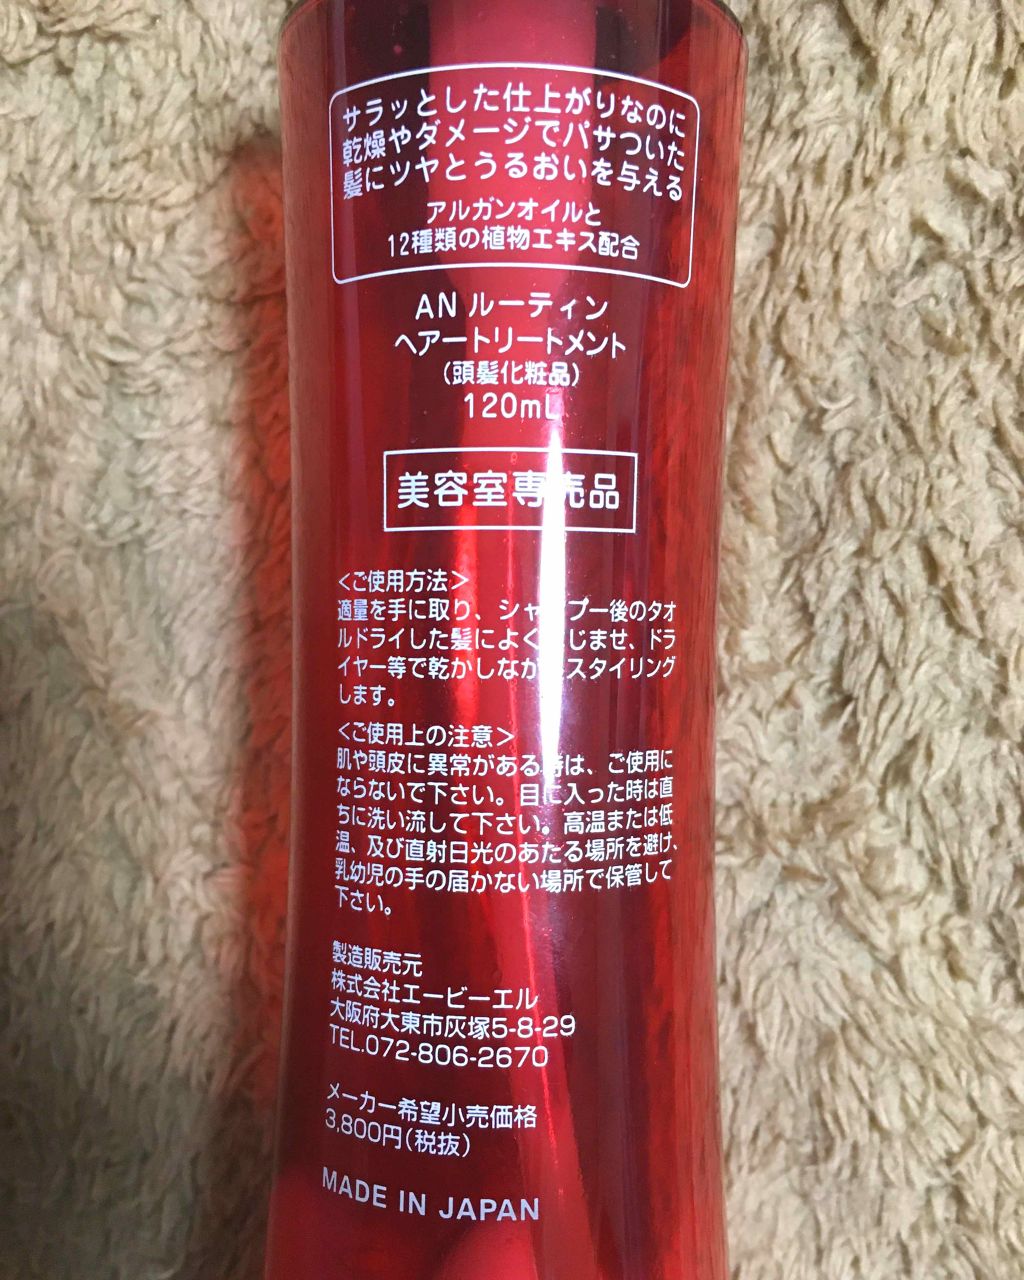 サラッとした仕上がりなのに
乾燥やダメージでパサついた
髪にツヤとうるおいを与える
アルガンオイルと
12種類の植物エキス配合
AN ルーティン
ヘアートリートメント
(頭髪化粧品)
120mL
美容室専売品
<ご使用方法>
適量を手に取り、シャンプー後のタオ
ルドライした髪によくなじませ、ドラ
イヤー等で乾かしながらスタイリング
します。
<ご使用上の注意>
肌や頭皮に異常がある時は、ご使用に
ならないで下さい。目に入った時は直
ちに洗い流して下さい。高温または低
温、及び直射日光のあたる場所を避け、
乳幼児の手の届かない場所で保管して
下さい。
製造販売元
株式会社エービーエル
大阪府大東市灰塚5-8-29
TEL.072-806-2670
メーカー希望小売価格
3,800円(税抜)
MADE IN JAPAN